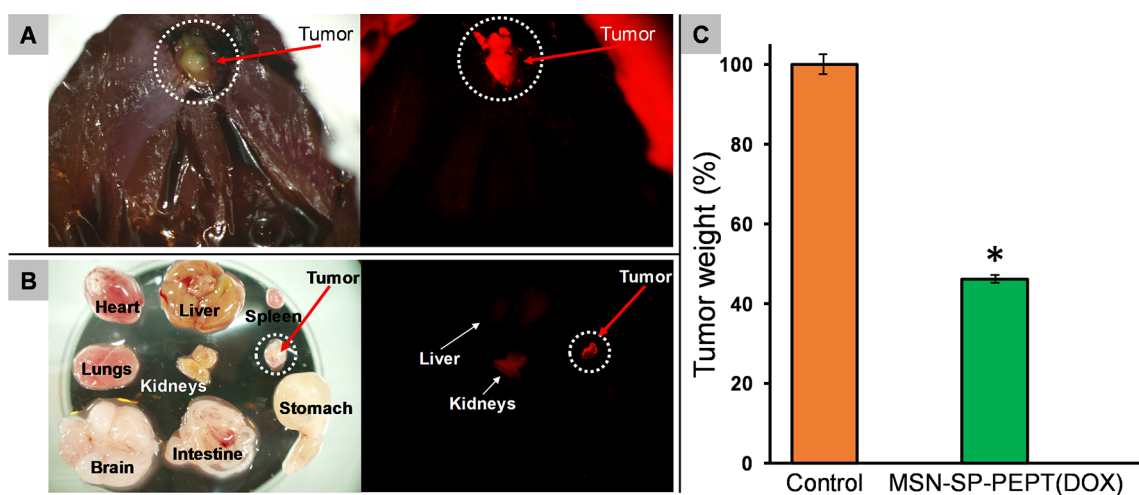 A
Tumor
Tumor
B
Heart
Liver
Spleen
Tumor
Lungs
Kidneys
Stomach
Brain
Intestine
Tumor
Liver
Kidneys
C
Tumor weight (%)
100
80
60
40
20
0
*
Control
MSN-SP-PEPT(DOX)